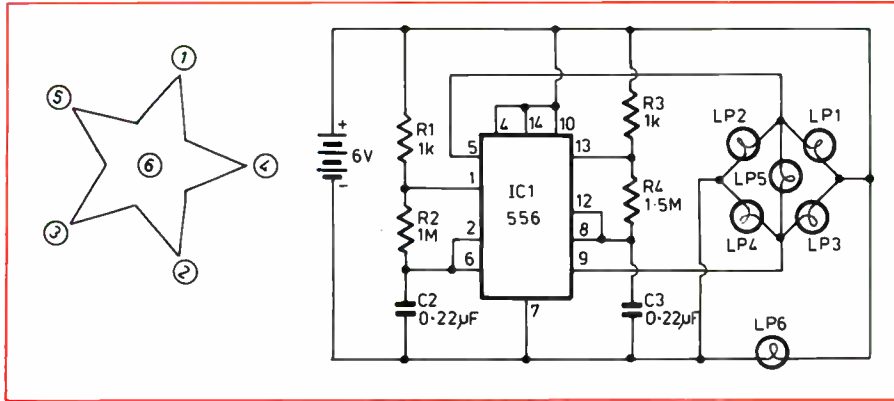 1
5
6
4
3
2
+
6V
-
R1
1k
R2
1M
C2
0·22µF
4 14 10
5
1
2
6
IC1
556
13
12
8
9
7
R3
1k
R4
1·5M
C3
0·22µF
LP2 LP1
LP5
LP4 LP3
LP6